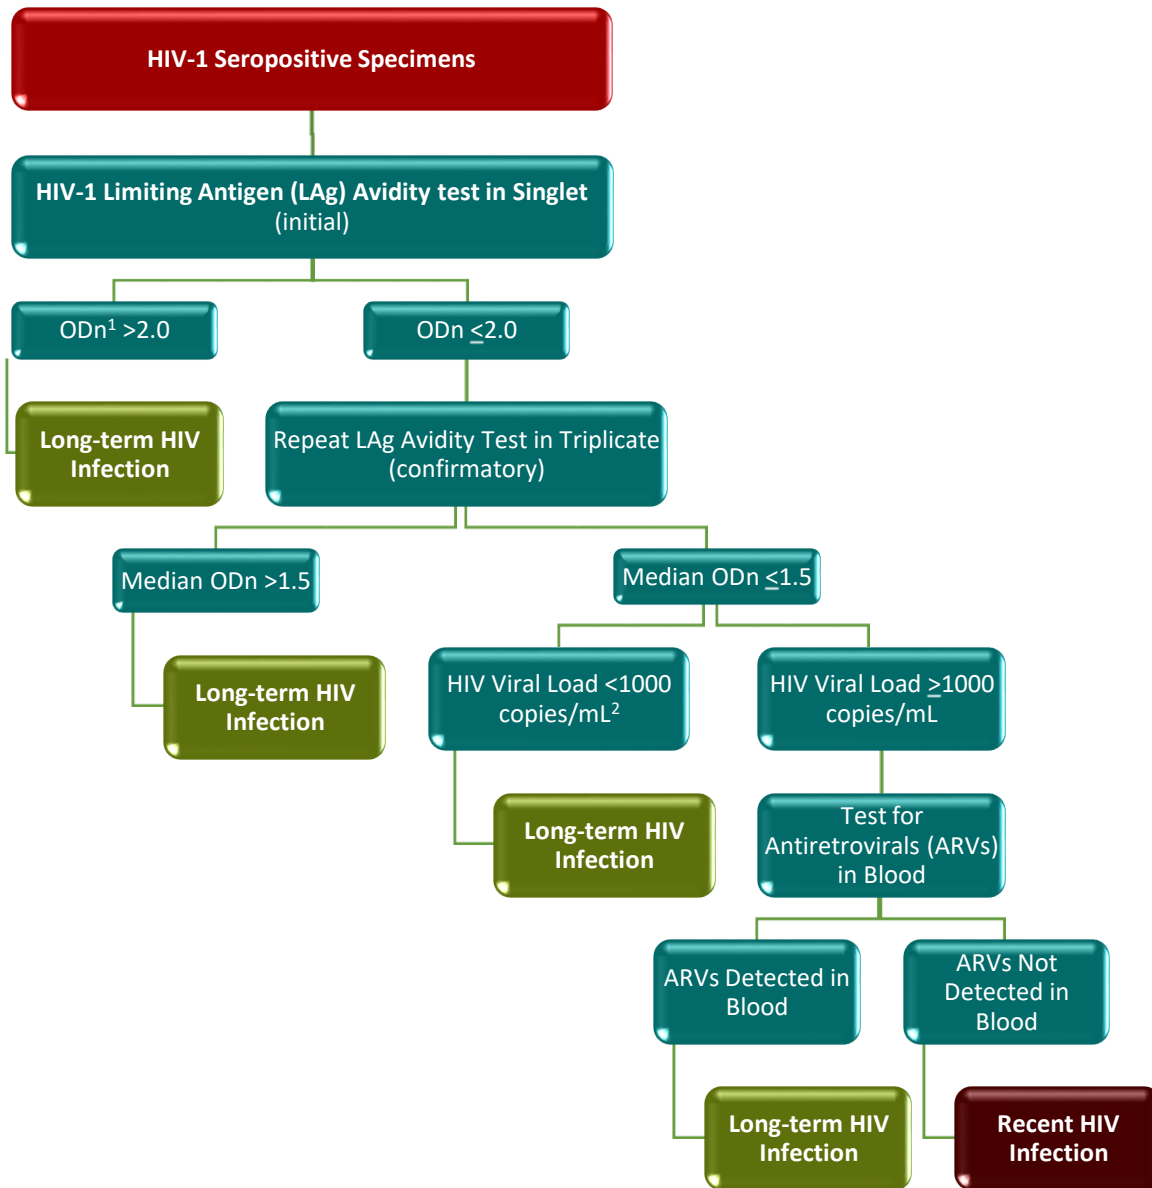 HIV-1 Seropositive Specimens
HIV-1 Limiting Antigen (LAg) Avidity test in Singlet
(initial)
ODn¹ >2.0
ODn ≤2.0
Long-term HIV
Infection
Repeat LAg Avidity Test in Triplicate
(confirmatory)
Median ODn >1.5
Median ODn ≤1.5
Long-term HIV
Infection
HIV Viral Load <1000
copies/mL²
HIV Viral Load ≥1000
copies/mL
Long-term HIV
Infection
Test for
Antiretrovirals (ARVs)
in Blood
ARVs Detected in
Blood
ARVs Not
Detected in
Blood
Long-term HIV
Infection
Recent HIV
Infection